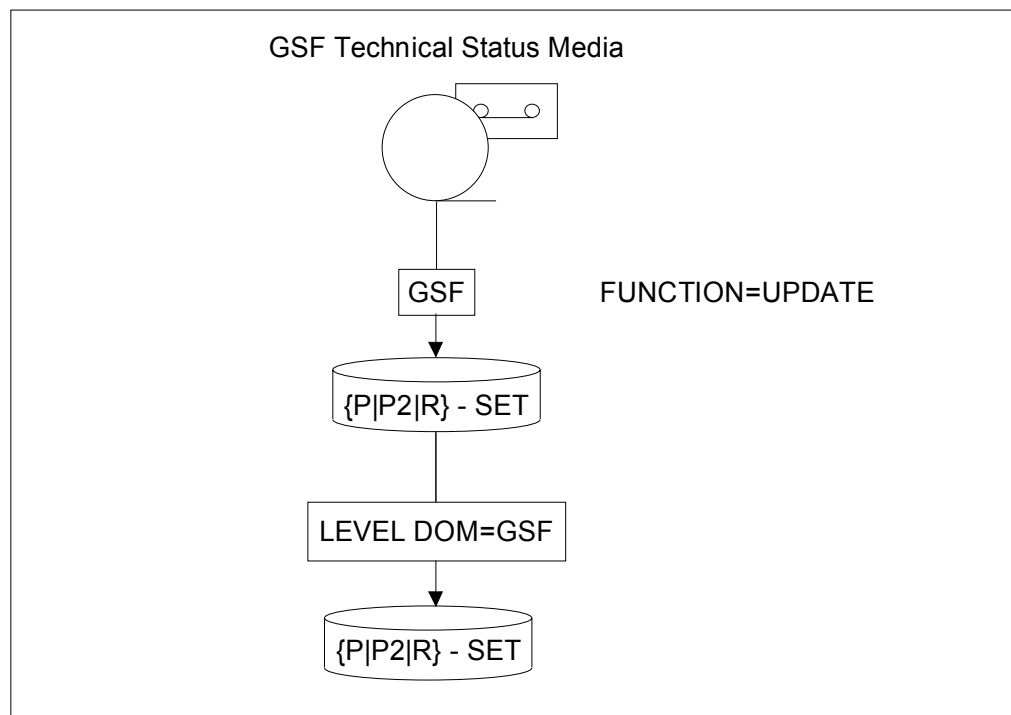 GSF Technical Status Media
GSF
FUNCTION=UPDATE
{P|P2|R} - SET
LEVEL DOM=GSF
{P|P2|R} - SET